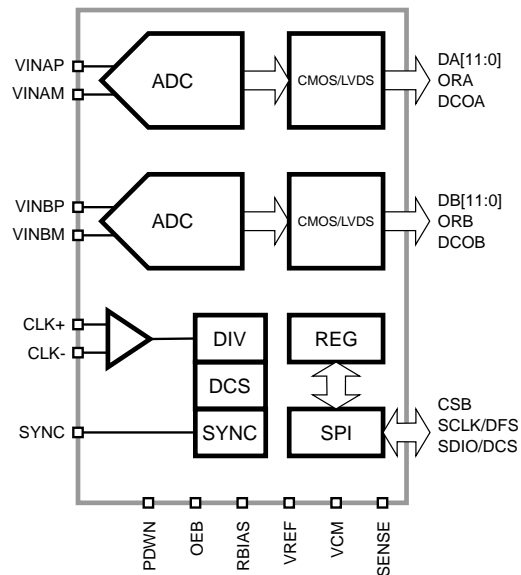 VINAP
VINAM
ADC
CMOS/LVDS
DA[11:0]
ORA
DCOA
VINBP
VINBM
ADC
CMOS/LVDS
DB[11:0]
ORB
DCOB
CLK+
CLK-
DIV
REG
DCS
SYNC
SYNC
SPI
CSB
SCLK/DFS
SDIO/DCS
PDWN
OEB
RBIAS
VREF
VCM
SENSE